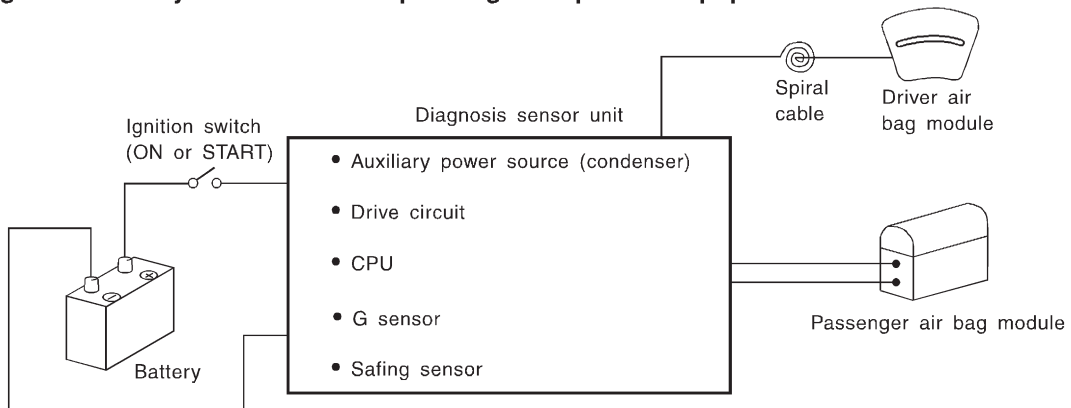 Spiral
cable
Driver air
bag module
Diagnosis sensor unit
Ignition switch
(ON or START)
• Auxiliary power source (condenser)
• Drive circuit
• CPU
• G sensor
• Safing sensor
Passenger air bag module
Battery